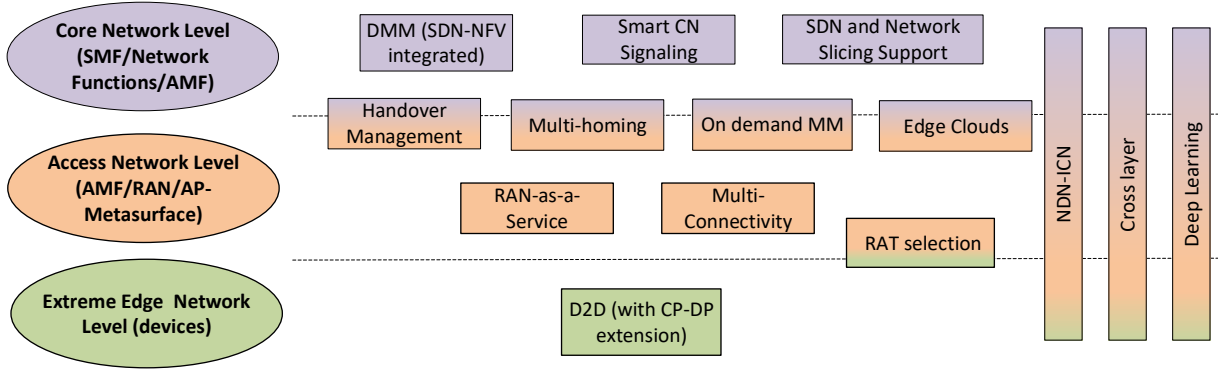 Core Network Level
(SMF/Network
Functions/AMF)
DMM (SDN-NFV
integrated)
Smart CN
Signaling
SDN and Network
Slicing Support
Handover
Management
Multi-homing
On demand MM
Edge Clouds
Access Network Level
(AMF/RAN/AP-
Metasurface)
RAN-as-a-
Service
Multi-
Connectivity
RAT selection
Extreme Edge Network
Level (devices)
D2D (with CP-DP
extension)
NDN-ICN
Cross layer
Deep Learning